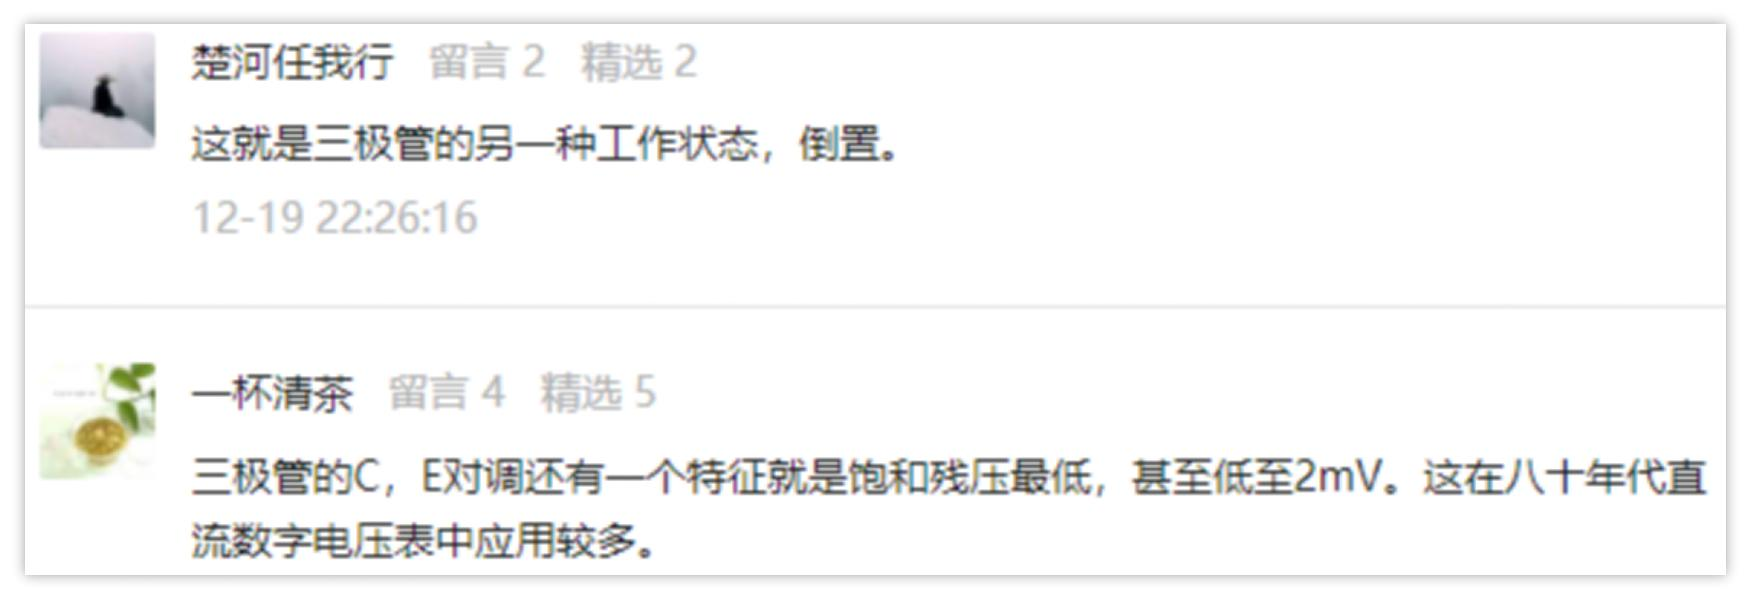 楚河任我行 留言 2 精选 2
这就是三极管的另一种工作状态，倒置。
12-19 22:26:16
一杯清茶 留言 4 精选 5
三极管的C，E对调还有一个特征就是饱和残压最低，甚至低至2mV。这在八十年代直
流数字电压表中应用较多。